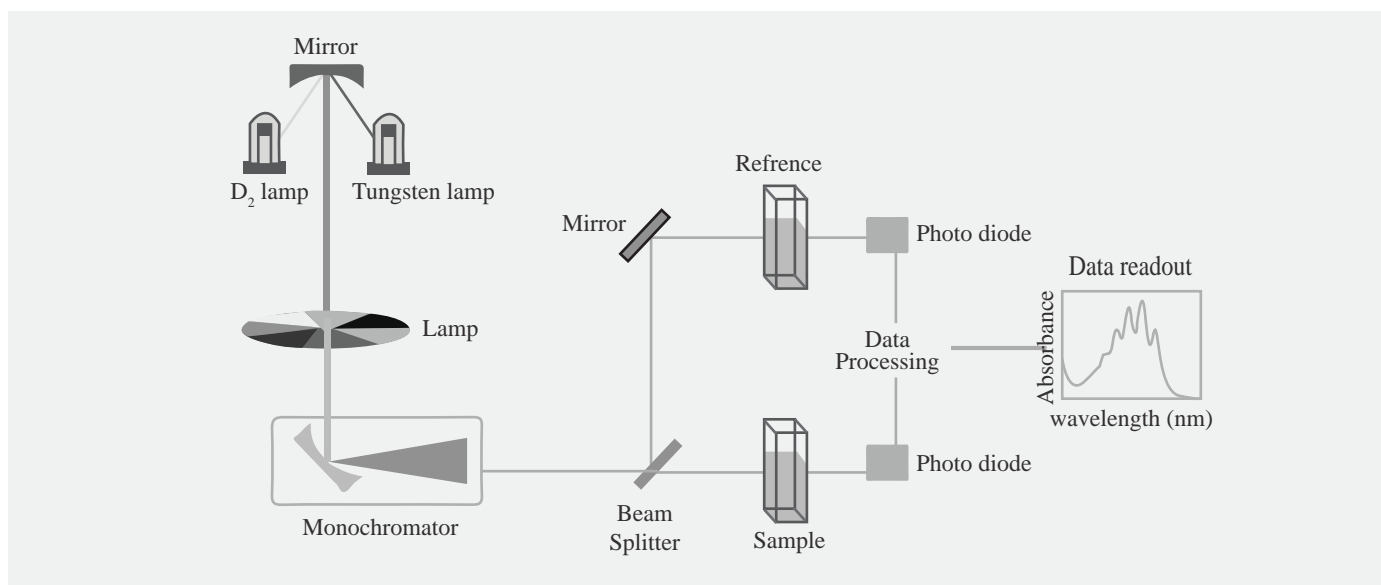 Mirror
D₂ lamp
Tungsten lamp
Lamp
Monochromator
Mirror
Refrence
Photo diode
Data
Processing
Beam
Splitter
Sample
Photo diode
Data readout
Absorbance
wavelength (nm)